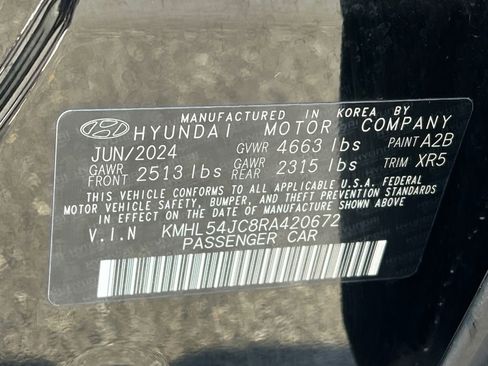 MANUFACTURED IN KOREA BY
HYUNDAI MOTOR COMPANY
JUN/2024 GVWR 4663 lbs PAINT A2B
GAWR FRONT 2513 lbs GAWR REAR 2315 lbs TRIM XR5
THIS VEHICLE CONFORMS TO ALL APPLICABLE U.S.A. FEDERAL
MOTOR VEHICLE SAFETY, BUMPER, AND THEFT PREVENTION STANDARDS
IN EFFECT ON THE DATE OF MANUFACTURE SHOWN ABOVE
V.I.N KMHL54JC8RA420672
PASSENGER CAR